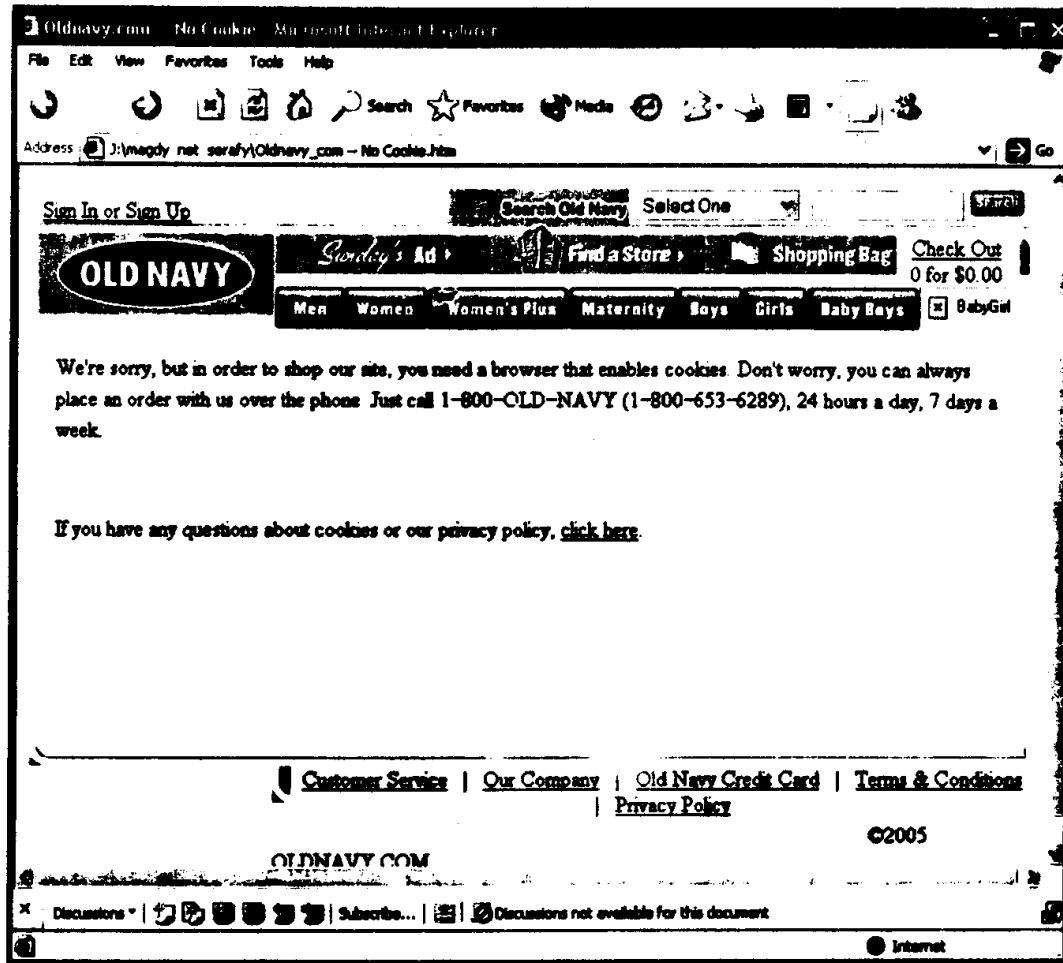 Oldnavy.com - No Cookie - Microsoft Internet Explorer
File Edit View Favorites Tools Help
Search Favorites Media
Address J:\magdy net serafy\Oldnavy_com -- No Cookie.htm Go
Sign In or Sign Up Search Old Navy Select One
OLD NAVY
Sunday's Ad Find a Store Shopping Bag Check Out
0 for $0.00
Men Women Women's Plus Maternity Boys Girls Baby Boys BabyGirl
We're sorry, but in order to shop our site, you need a browser that enables cookies. Don't worry, you can always
place an order with us over the phone. Just call 1-800-OLD-NAVY (1-800-653-6289), 24 hours a day, 7 days a
week.
If you have any questions about cookies or our privacy policy, click here.
Customer Service | Our Company | Old Navy Credit Card | Terms & Conditions
| Privacy Policy
©2005
OLDNAVY.COM
Discussions Subscribe... Discussions not available for this document
Internet